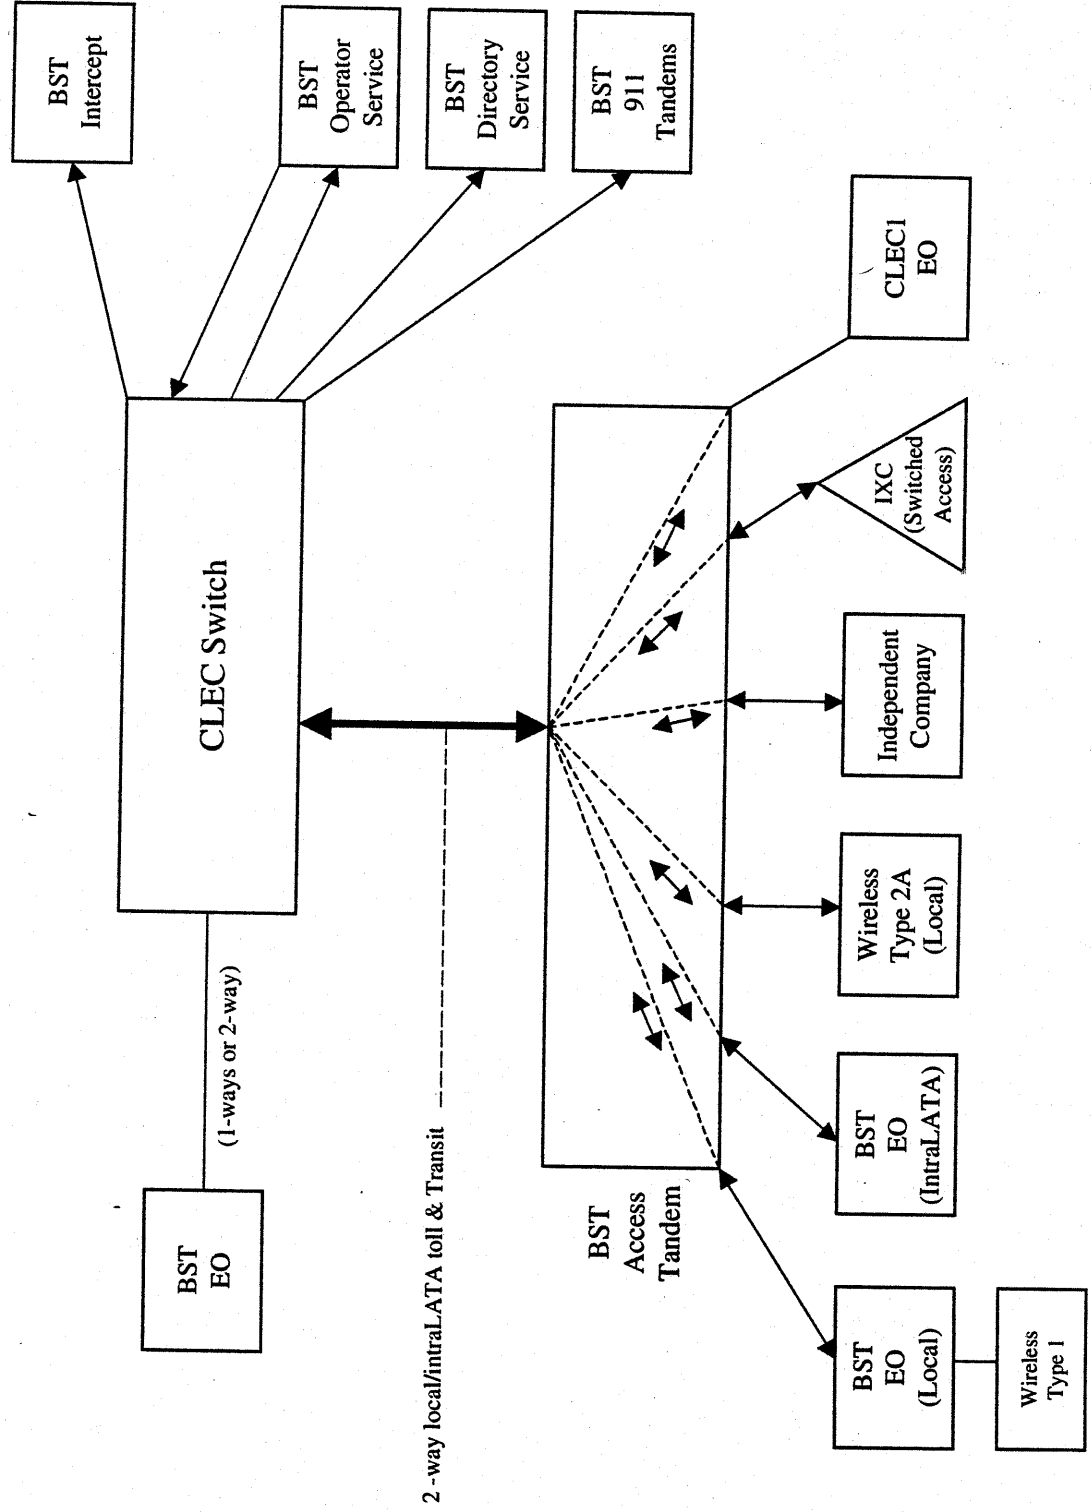 BST
EO
(1-ways or 2-way)
CLEC Switch
BST
Intercept
BST
Operator
Service
BST
Directory
Service
BST
911
Tandems
2 -way local/intraLATA toll & Transit
BST
Access
Tandem
BST
EO
(Local)
Wireless
Type 1
BST
EO
(IntraLATA)
Wireless
Type 2A
(Local)
Independent
Company
IXC
(Switched
Access)
CLEC1
EO